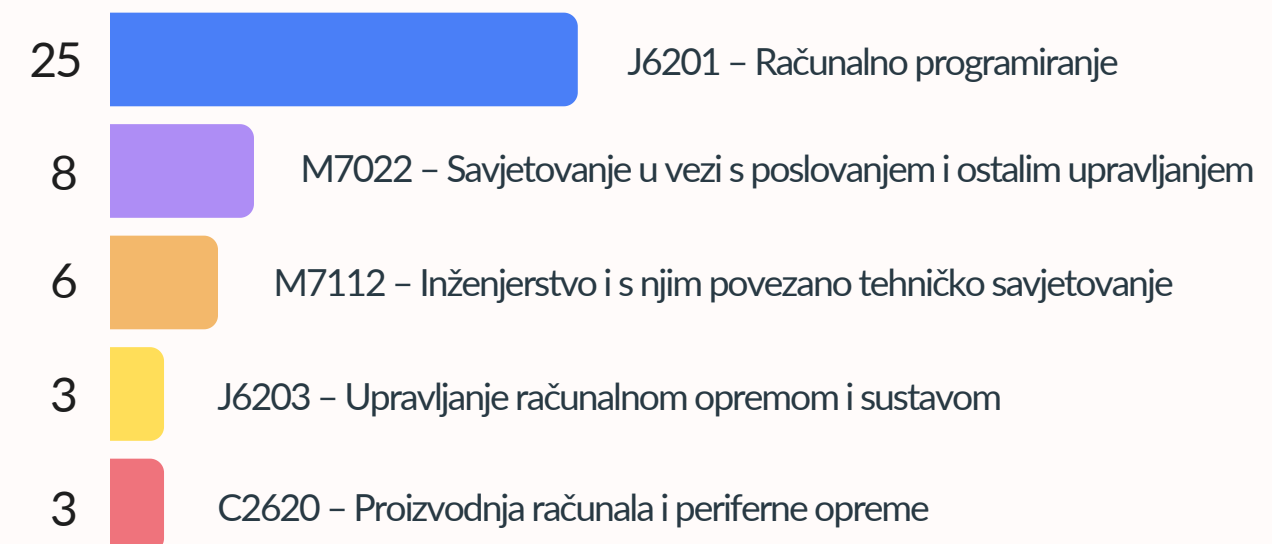 25 J6201 – Računalno programiranje
8 M7022 – Savjetovanje u vezi s poslovanjem i ostalim upravljanjem
6 M7112 – Inženjerstvo i s njim povezano tehničko savjetovanje
3 J6203 – Upravljanje računalnom opremom i sustavom
3 C2620 – Proizvodnja računala i periferne opreme